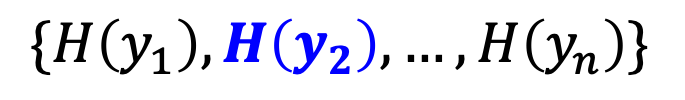 {H(y₁), H(y₂), … , H(yₙ)}